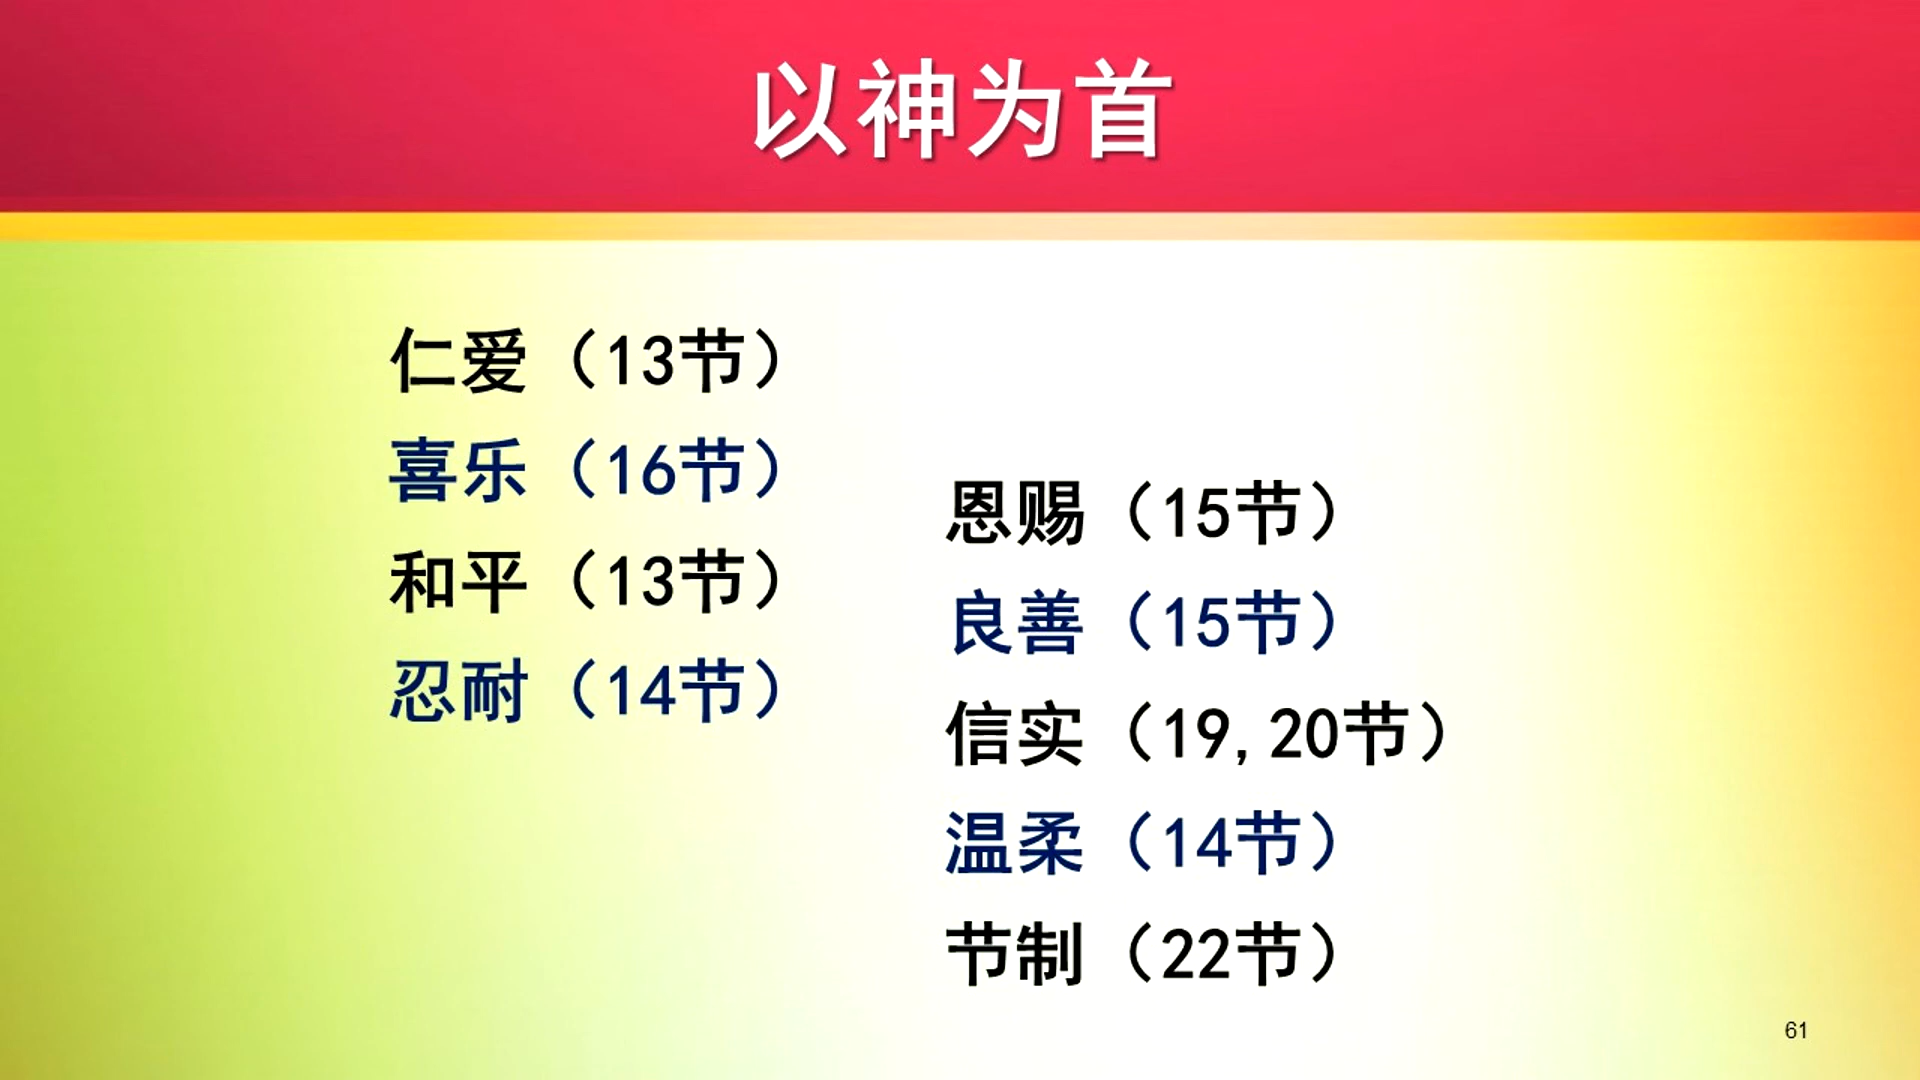 以神为首
仁爱（13节）
喜乐（16节）
和平（13节）
忍耐（14节）
恩赐（15节）
良善（15节）
信实（19,20节）
温柔（14节）
节制（22节）
61